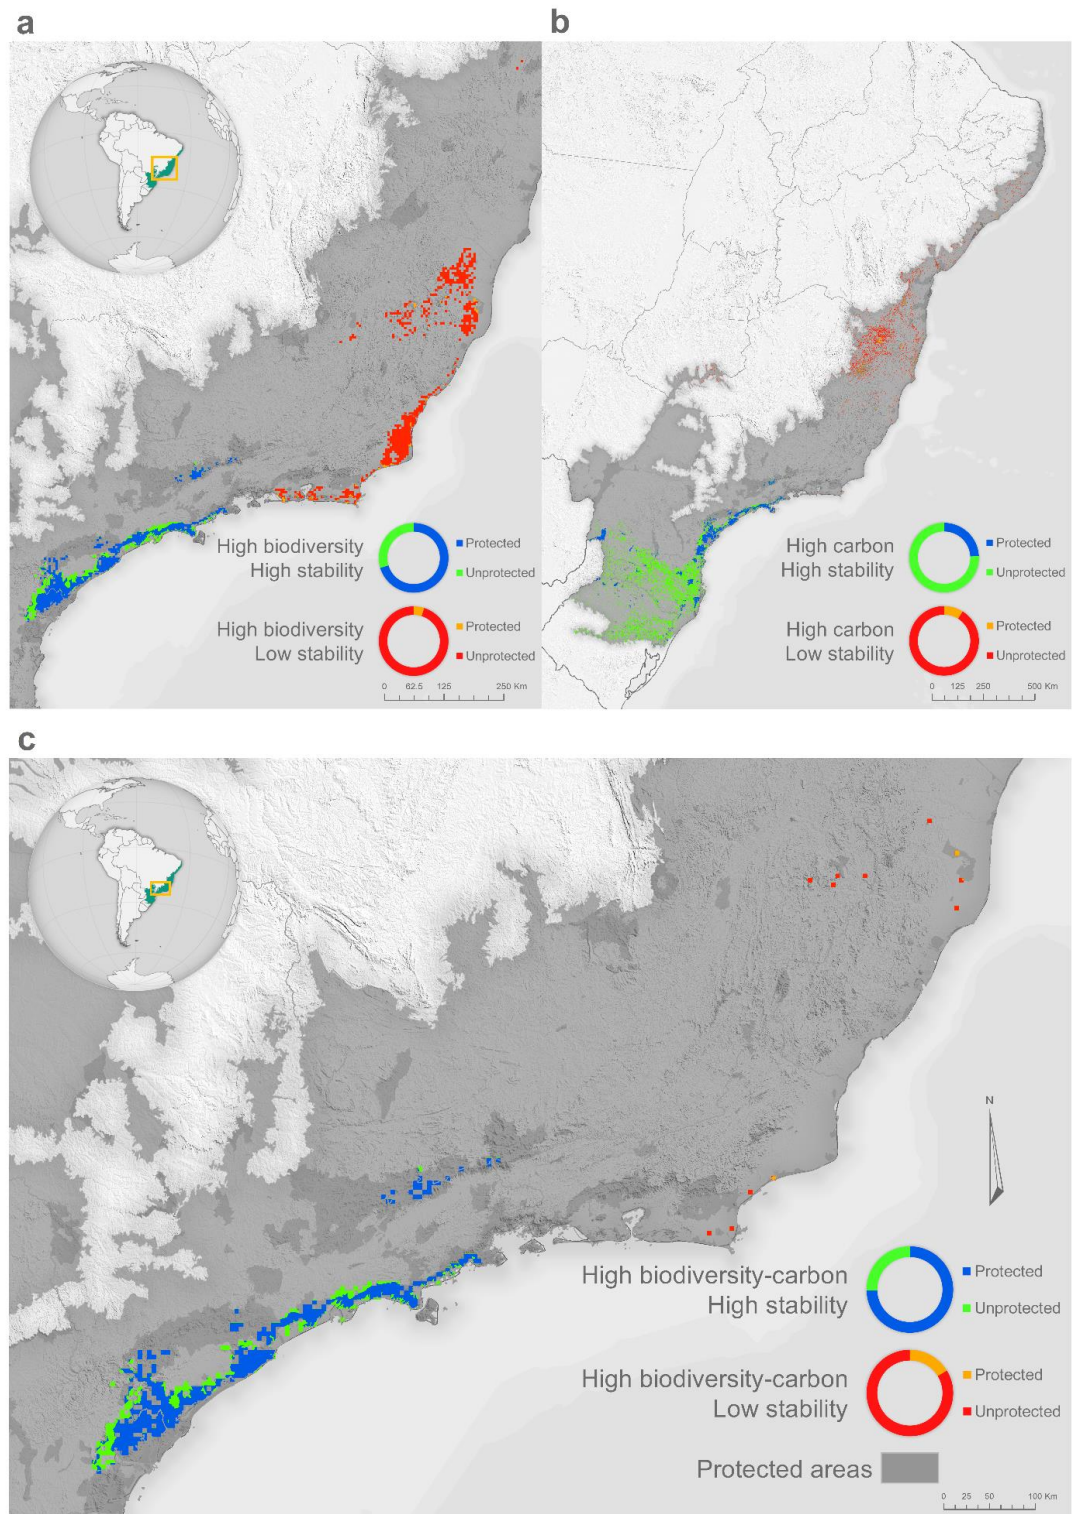 a
b
High biodiversity
High stability
Protected
Unprotected
High biodiversity
Low stability
Protected
Unprotected
0 62.5 125 250 Km
High carbon
High stability
Protected
Unprotected
High carbon
Low stability
Protected
Unprotected
0 125 250 500 Km
c
N
High biodiversity-carbon
High stability
Protected
Unprotected
High biodiversity-carbon
Low stability
Protected
Unprotected
Protected areas
0 25 50 100 Km